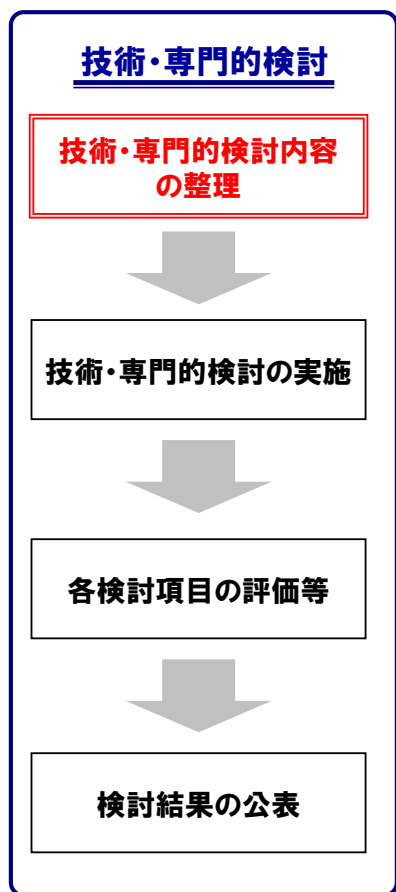 技術・専門的検討
技術・専門的検討内容
の整理
技術・専門的検討の実施
各検討項目の評価等
検討結果の公表